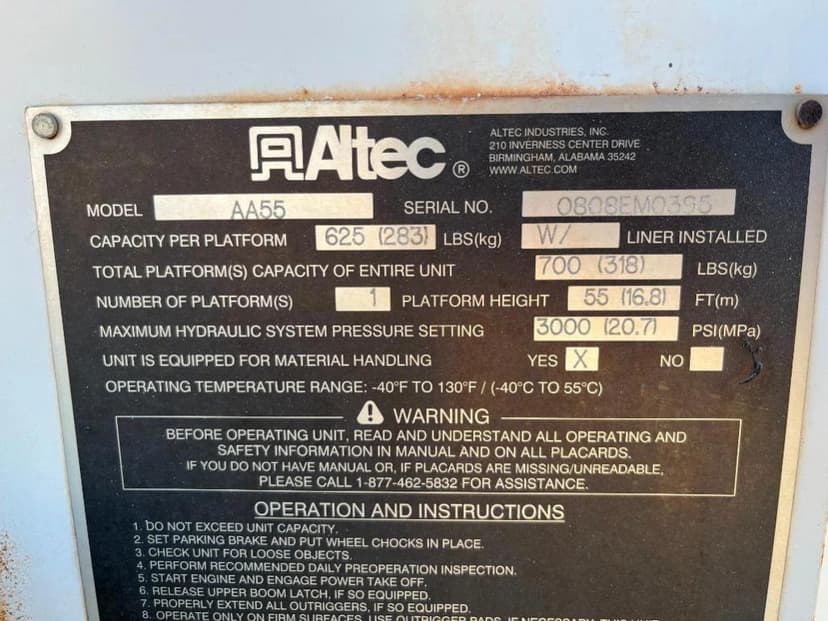 Altec ®
ALTEC INDUSTRIES, INC.
210 INVERNESS CENTER DRIVE
BIRMINGHAM, ALABAMA 35242
WWW.ALTEC.COM
MODEL AA55 SERIAL NO. 0808EM0395
CAPACITY PER PLATFORM 625 (283) LBS(kg) W/ LINER INSTALLED
TOTAL PLATFORM(S) CAPACITY OF ENTIRE UNIT 700 (318) LBS(kg)
NUMBER OF PLATFORM(S) 1 PLATFORM HEIGHT 55 (16.8) FT(m)
MAXIMUM HYDRAULIC SYSTEM PRESSURE SETTING 3000 (20.7) PSI(MPa)
UNIT IS EQUIPPED FOR MATERIAL HANDLING YES X NO
OPERATING TEMPERATURE RANGE: -40°F TO 130°F / (-40°C TO 55°C)
WARNING
BEFORE OPERATING UNIT, READ AND UNDERSTAND ALL OPERATING AND
SAFETY INFORMATION IN MANUAL AND ON ALL PLACARDS.
IF YOU DO NOT HAVE MANUAL OR, IF PLACARDS ARE MISSING/UNREADABLE,
PLEASE CALL 1-877-462-5832 FOR ASSISTANCE.
OPERATION AND INSTRUCTIONS
1. DO NOT EXCEED UNIT CAPACITY.
2. SET PARKING BRAKE AND PUT WHEEL CHOCKS IN PLACE.
3. CHECK UNIT FOR LOOSE OBJECTS.
4. PERFORM RECOMMENDED DAILY PREOPERATION INSPECTION.
5. START ENGINE AND ENGAGE POWER TAKE OFF.
6. RELEASE UPPER BOOM LATCH, IF SO EQUIPPED.
7. PROPERLY EXTEND ALL OUTRIGGERS, IF SO EQUIPPED.
8. OPERATE ONLY ON FIRM SURFACES, USE OUTRIGGER PADS, IF NECESSARY. THIS UNIT